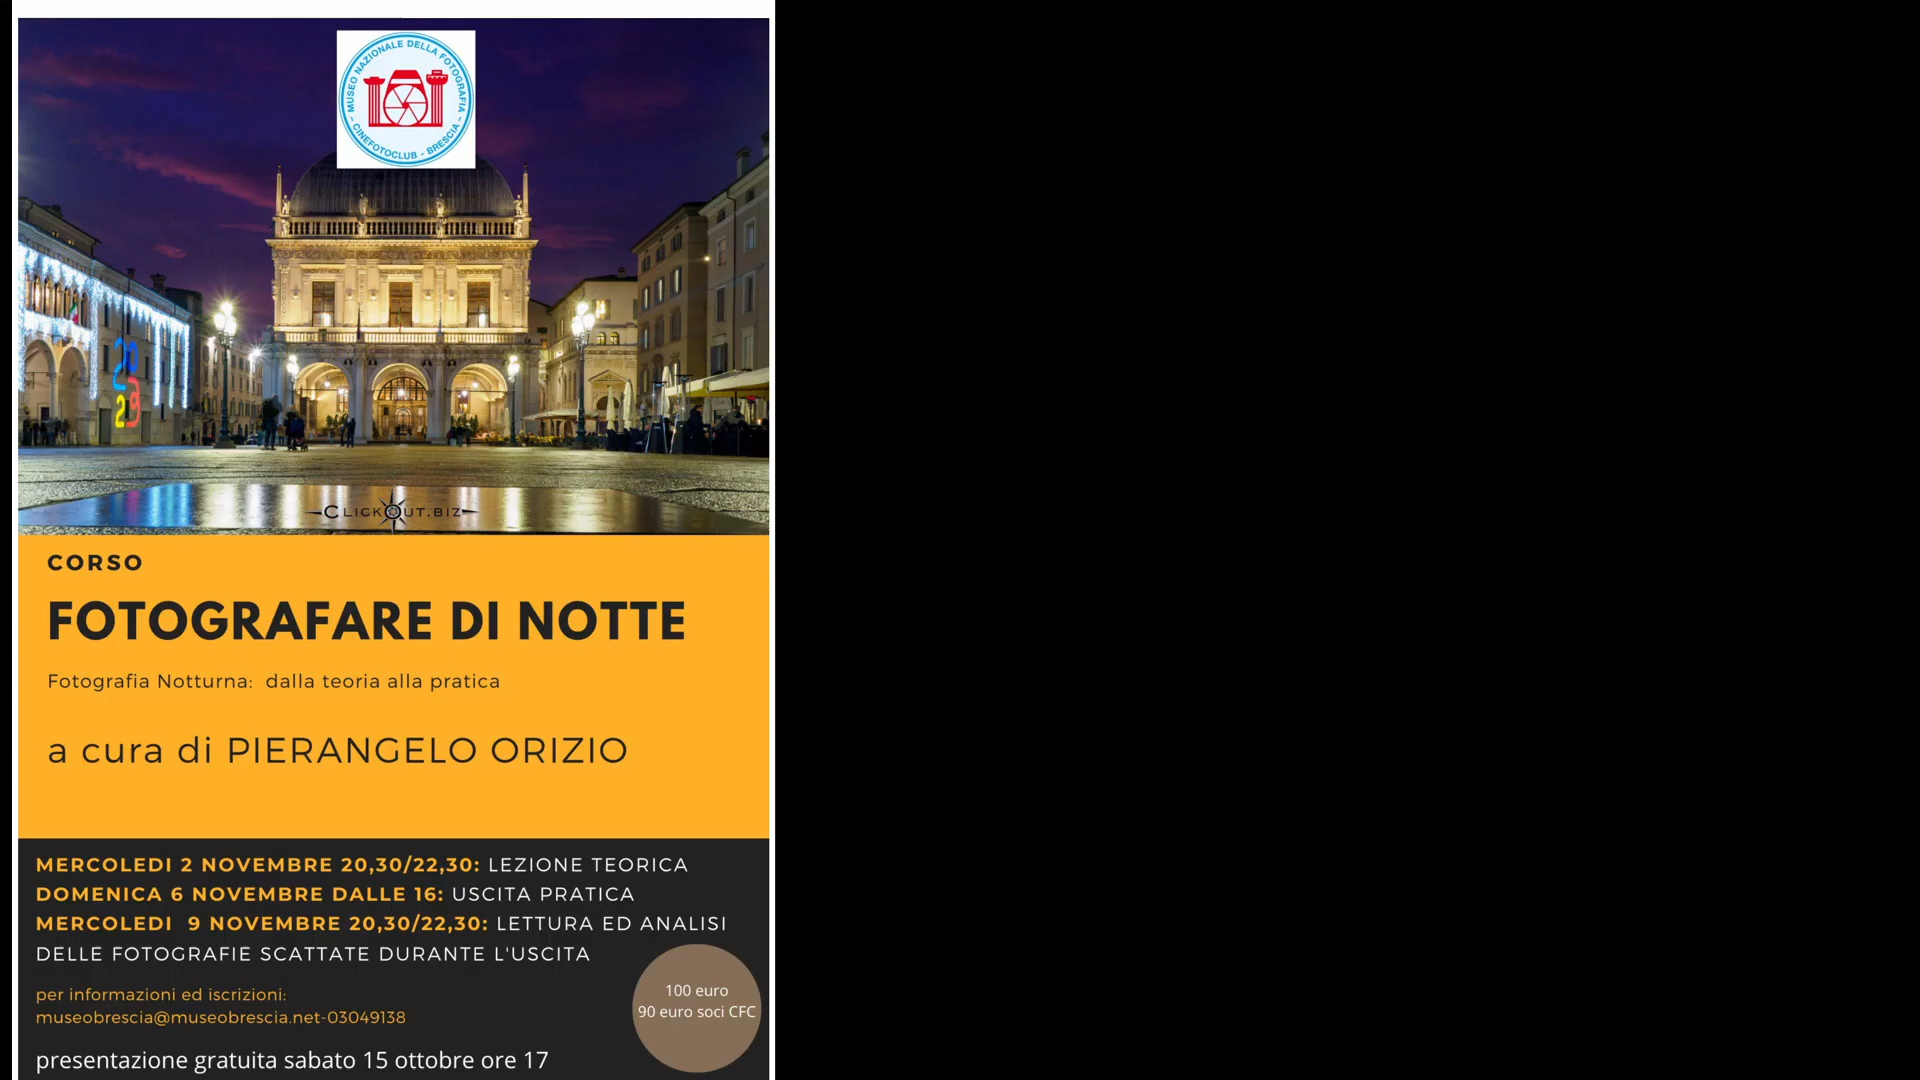 MUSEO NAZIONALE DELLA FOTOGRAFIA
- CINEFOTOCLUB - BRESCIA -
20
29
CLICKOUT.BIZ
CORSO
FOTOGRAFARE DI NOTTE
Fotografia Notturna: dalla teoria alla pratica
a cura di PIERANGELO ORIZIO
MERCOLEDI 2 NOVEMBRE 20,30/22,30: LEZIONE TEORICA
DOMENICA 6 NOVEMBRE DALLE 16: USCITA PRATICA
MERCOLEDI 9 NOVEMBRE 20,30/22,30: LETTURA ED ANALISI
DELLE FOTOGRAFIE SCATTATE DURANTE L'USCITA
per informazioni ed iscrizioni:
museobrescia@museobrescia.net-03049138
100 euro
90 euro soci CFC
presentazione gratuita sabato 15 ottobre ore 17